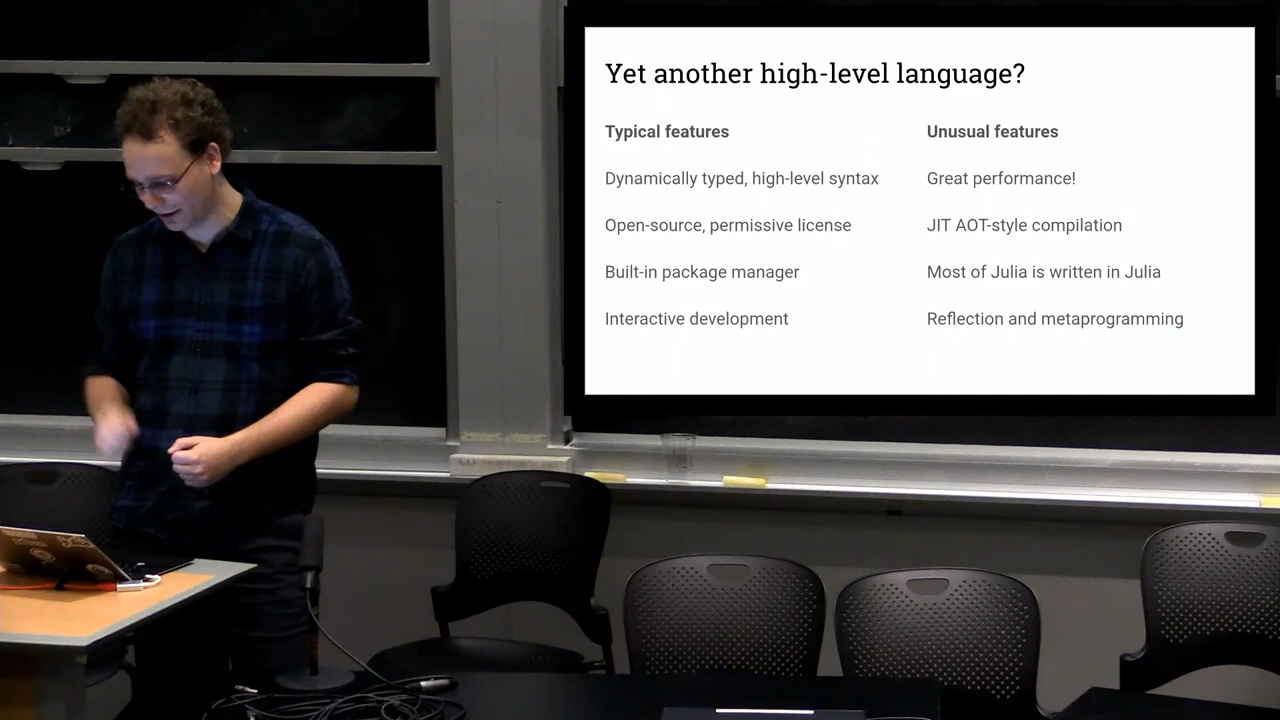 Yet another high-level language?
Typical features
Dynamically typed, high-level syntax
Open-source, permissive license
Built-in package manager
Interactive development
Unusual features
Great performance!
JIT AOT-style compilation
Most of Julia is written in Julia
Reflection and metaprogramming